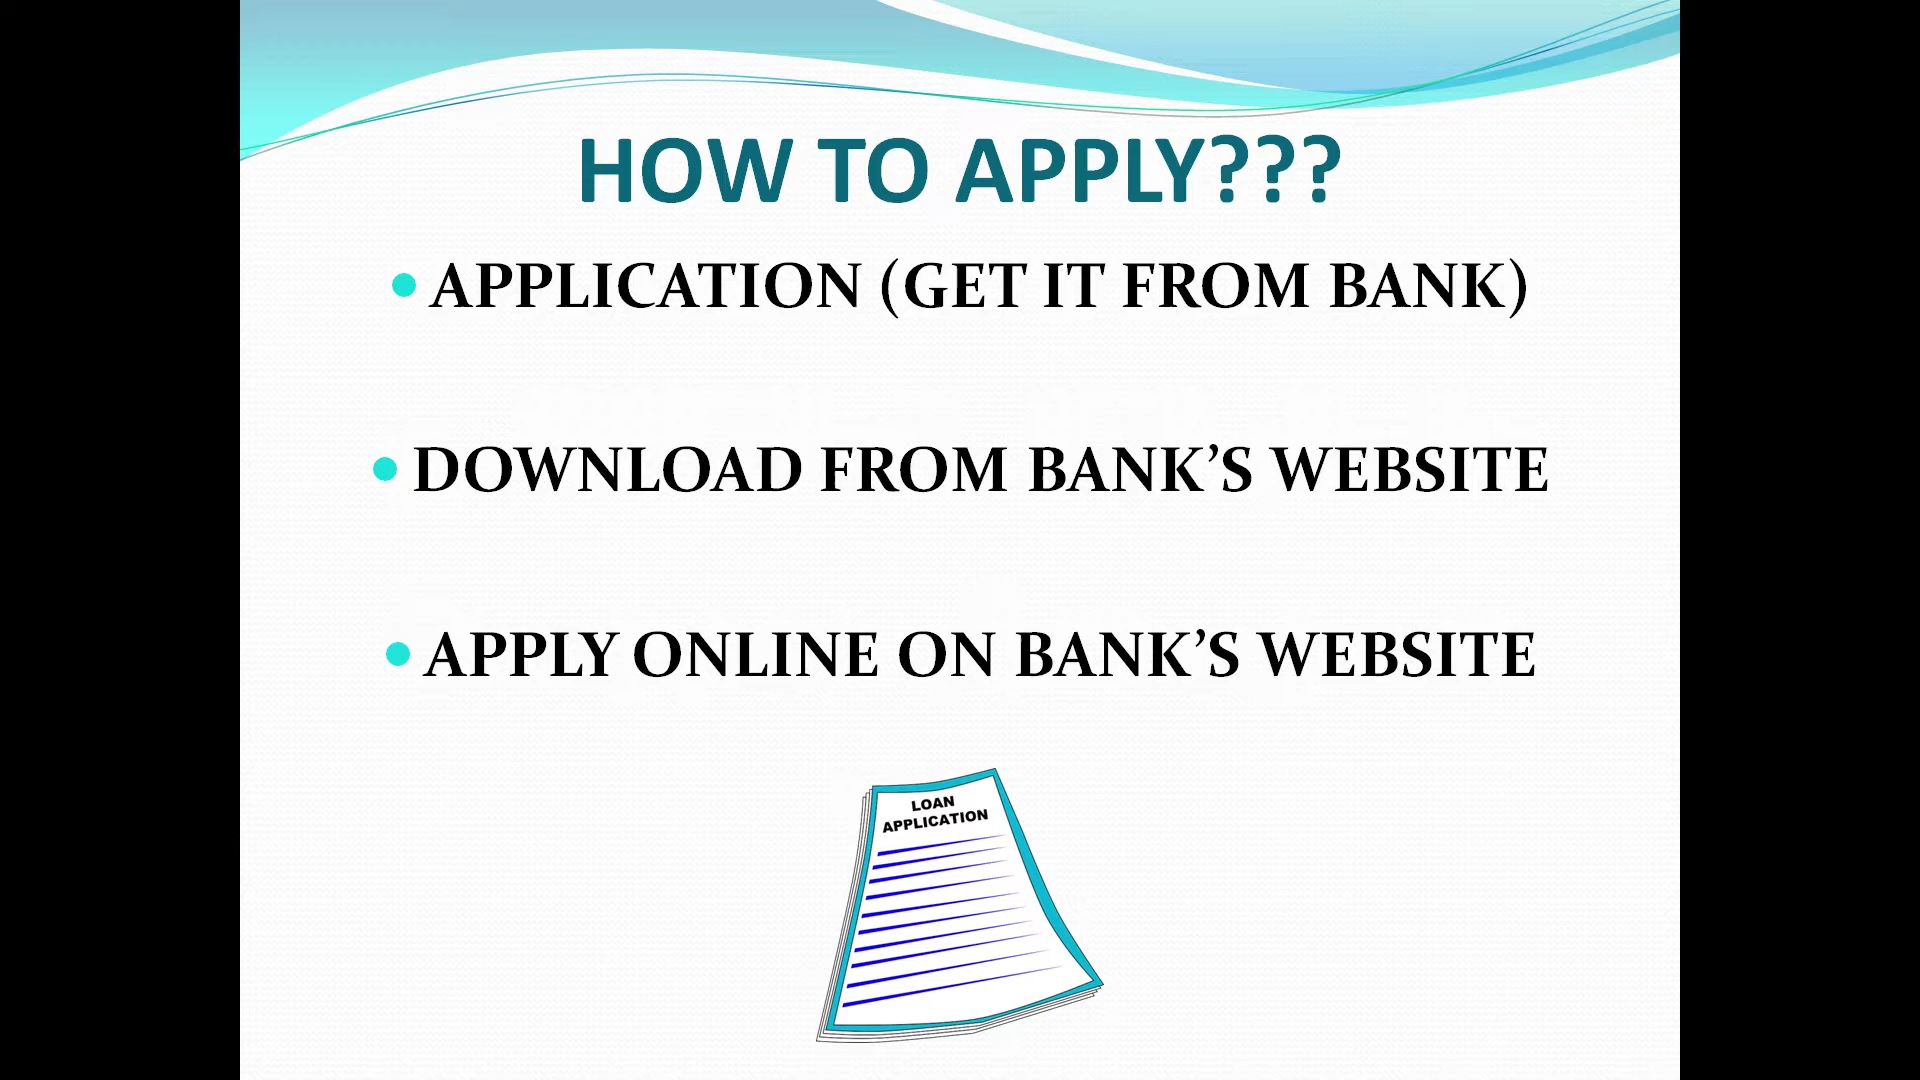 HOW TO APPLY???
APPLICATION (GET IT FROM BANK)
DOWNLOAD FROM BANK’S WEBSITE
APPLY ONLINE ON BANK’S WEBSITE
LOAN
APPLICATION